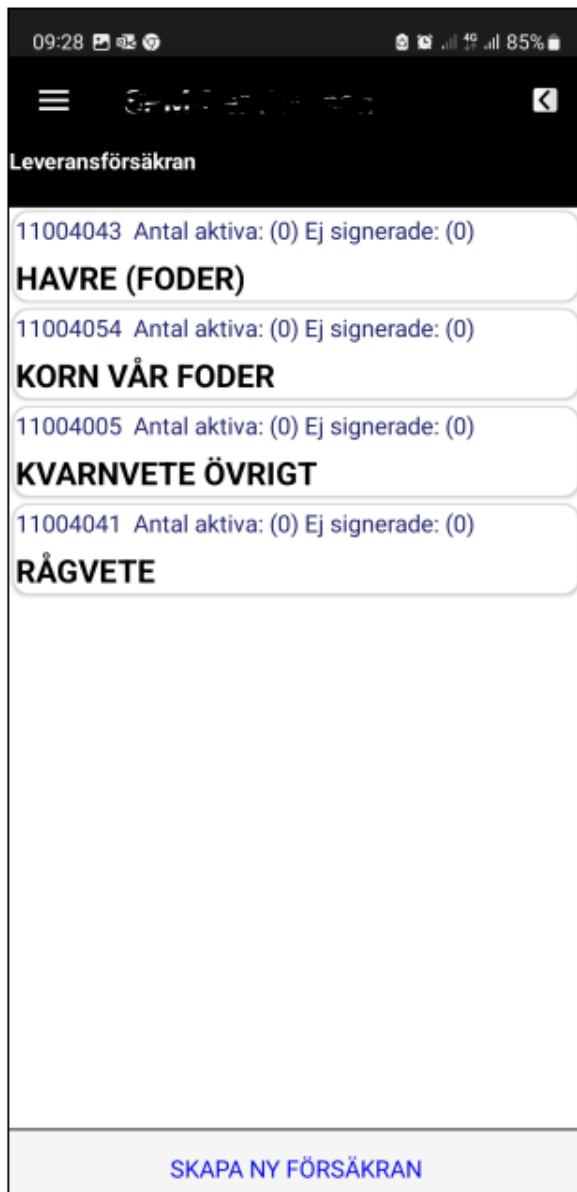 09:28 4G 85%
Leveransförsäkran
11004043 Antal aktiva: (0) Ej signerade: (0)
HAVRE (FODER)
11004054 Antal aktiva: (0) Ej signerade: (0)
KORN VÅR FODER
11004005 Antal aktiva: (0) Ej signerade: (0)
KVARNVETE ÖVRIGT
11004041 Antal aktiva: (0) Ej signerade: (0)
RÅGVETE
SKAPA NY FÖRSÄKRAN